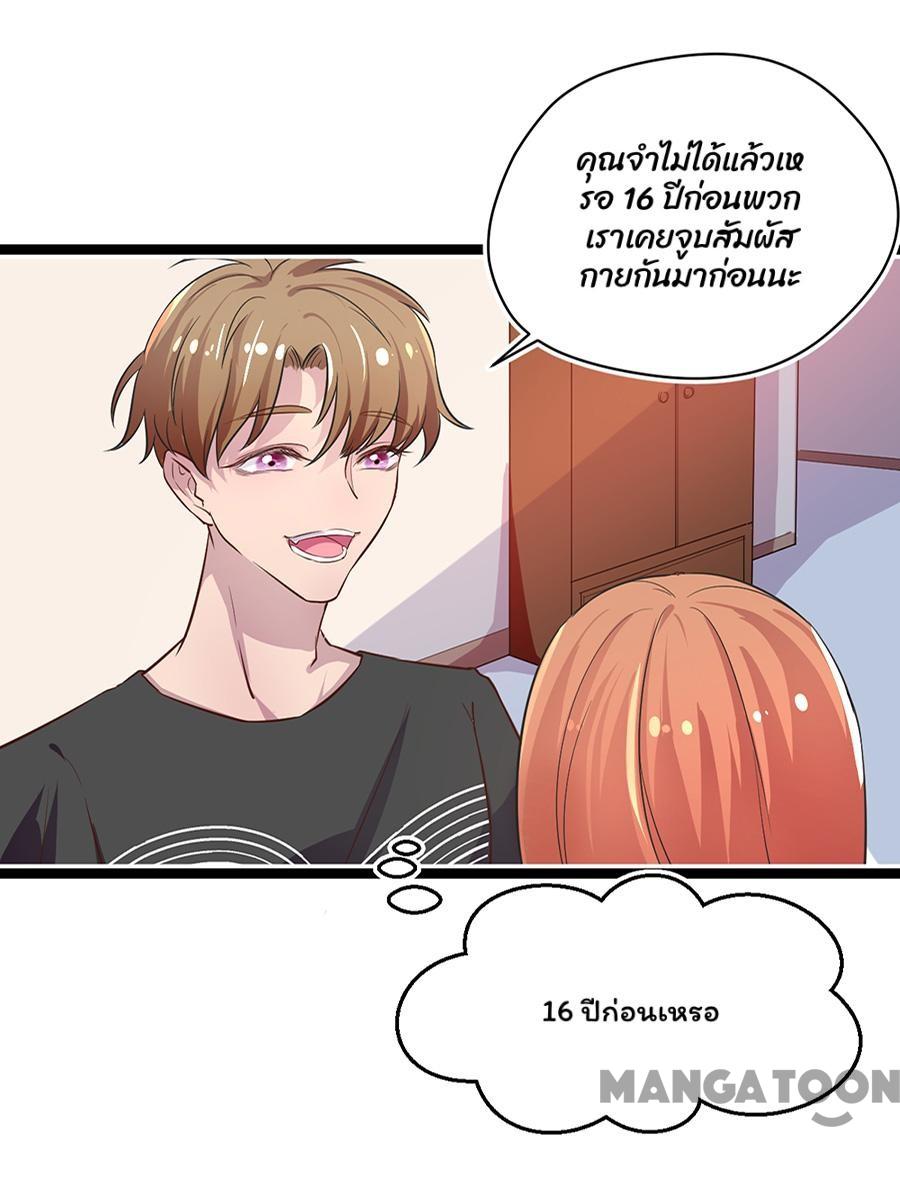 คุณจำไม่ได้แล้วเห
รอ 16 ปีก่อนพวก
เราเคยจูบสัมผัส
กายกันมาก่อนนะ
16 ปีก่อนเหรอ
MANGATOON